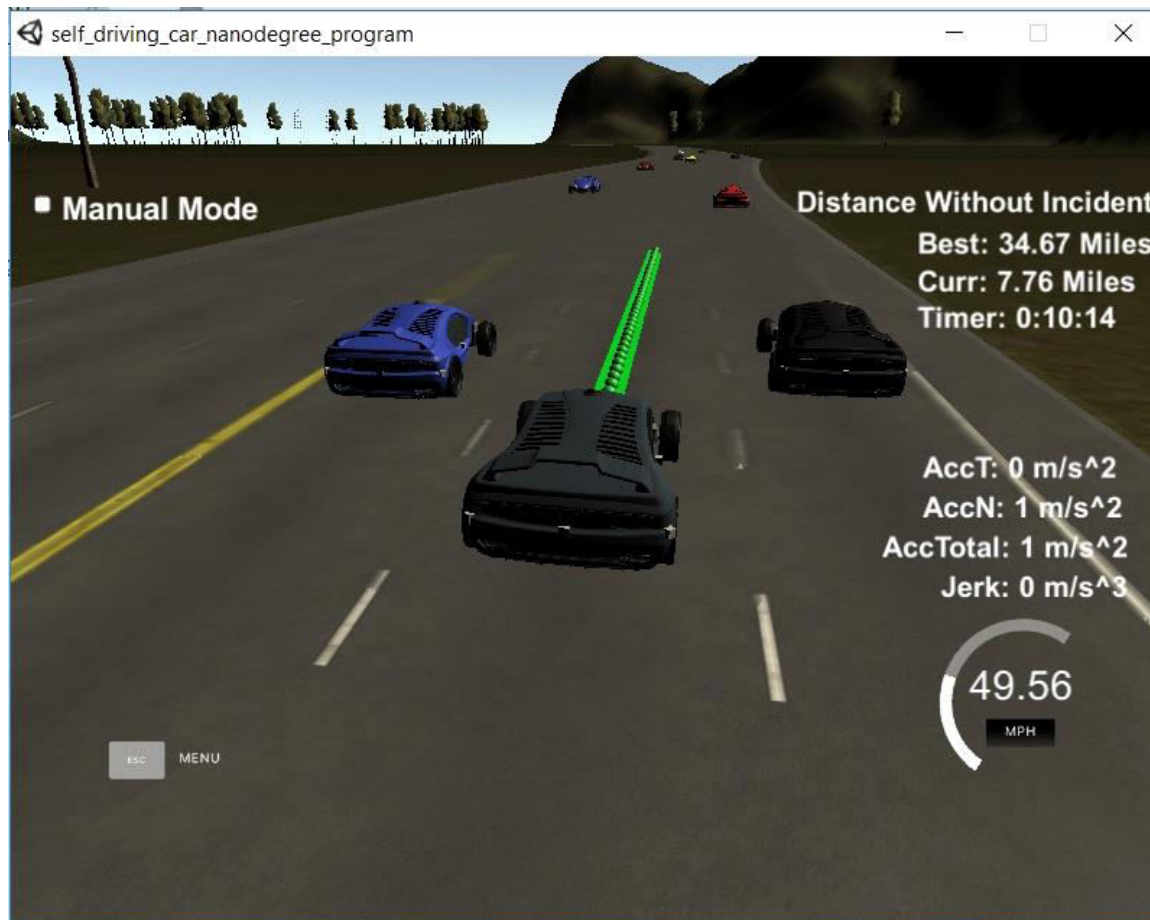 self_driving_car_nanodegree_program
Manual Mode
Distance Without Incident
Best: 34.67 Miles
Curr: 7.76 Miles
Timer: 0:10:14
AccT: 0 m/s^2
AccN: 1 m/s^2
AccTotal: 1 m/s^2
Jerk: 0 m/s^3
49.56
MPH
ESC MENU